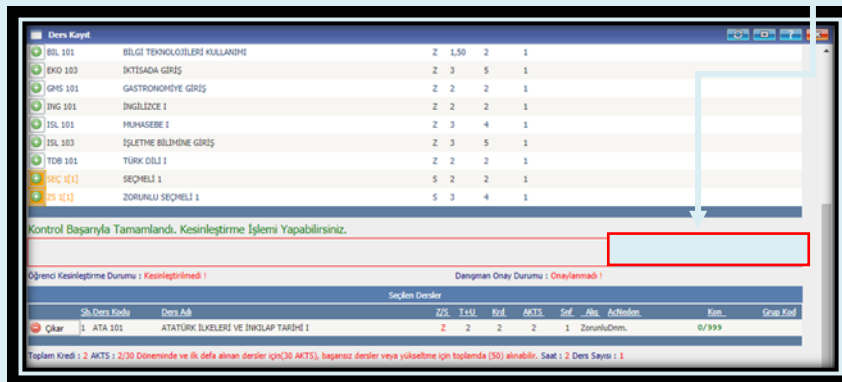 Ders Kayıt
BIL 101 BİLGİ TEKNOLOJİLERİ KULLANIMI Z 1,50 2 1
EKO 103 İKTİSADA GİRİŞ Z 3 5 1
GMS 101 GASTRONOMİYE GİRİŞ Z 2 2 1
ING 101 İNGİLİZCE I Z 2 2 1
ISL 101 MUHASEBE I Z 3 4 1
ISL 103 İŞLETME BİLİMİNE GİRİŞ Z 3 5 1
TDB 101 TÜRK DİLİ I Z 2 2 1
SEÇ 1[1] SEÇMELİ 1 S 2 2 1
ZS 1[1] ZORUNLU SEÇMELİ 1 S 3 4 1
Kontrol Başarıyla Tamamlandı. Kesinleştirme İşlemi Yapabilirsiniz.
Öğrenci Kesinleştirme Durumu : Kesinleştirilmedi ! Danışman Onay Durumu : Onaylanmadı !
Seçilen Dersler
Sb. Ders Kodu Ders Adı Z/S T+U Krd. AKTS Snf. Alış AcNeden Kon Grup Kod
Çıkar 1 ATA 101 ATATÜRK İLKELERİ VE İNKILAP TARİHİ I Z 2 2 2 1 ZorunluDnm. 0/999
Toplam Kredi : 2 AKTS : 2/30 Döneminde ve ilk defa alınan dersler için(30 AKTS), başarısız dersler veya yükseltme için toplamda (50) alınabilir. Saat : 2 Ders Sayısı : 1